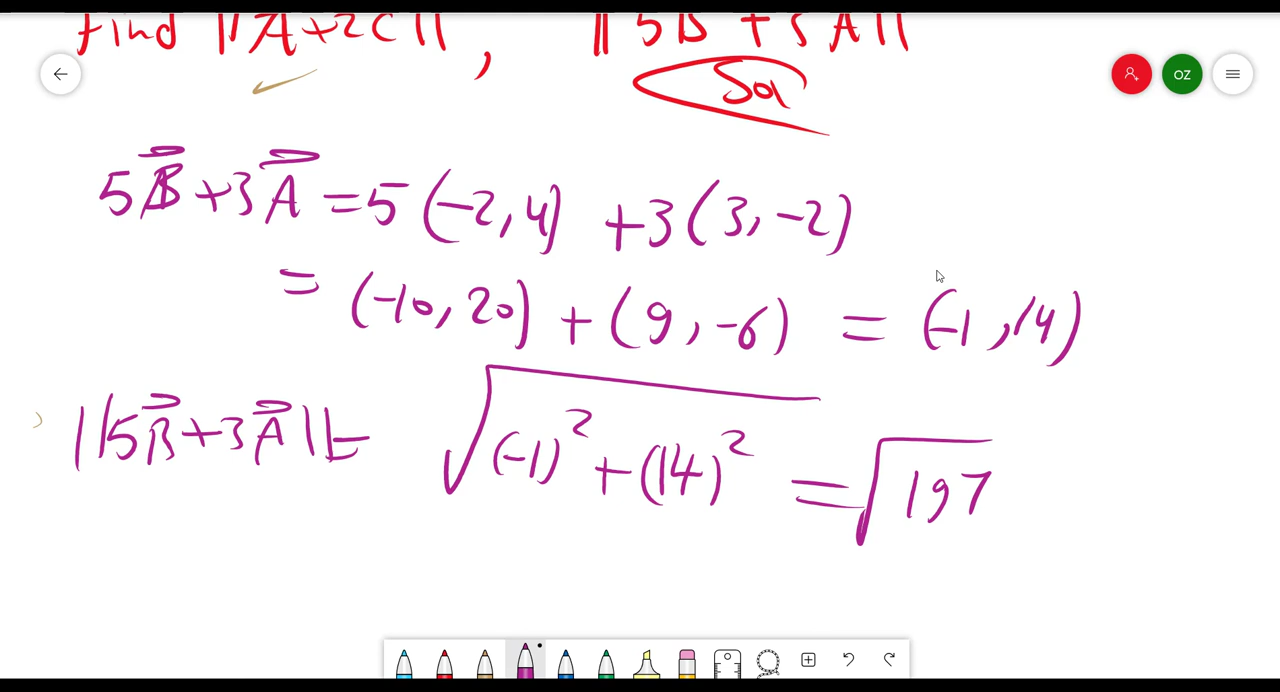 find ||A+2C||, ||5B+3A||
OZ
Sol
5B⃗+3A⃗=5(-2,4) +3(3,-2)
= (-10,20)+(9,-6) = (-1,14)
||5B⃗+3A⃗||= √((-1)²+(14)²) =√197